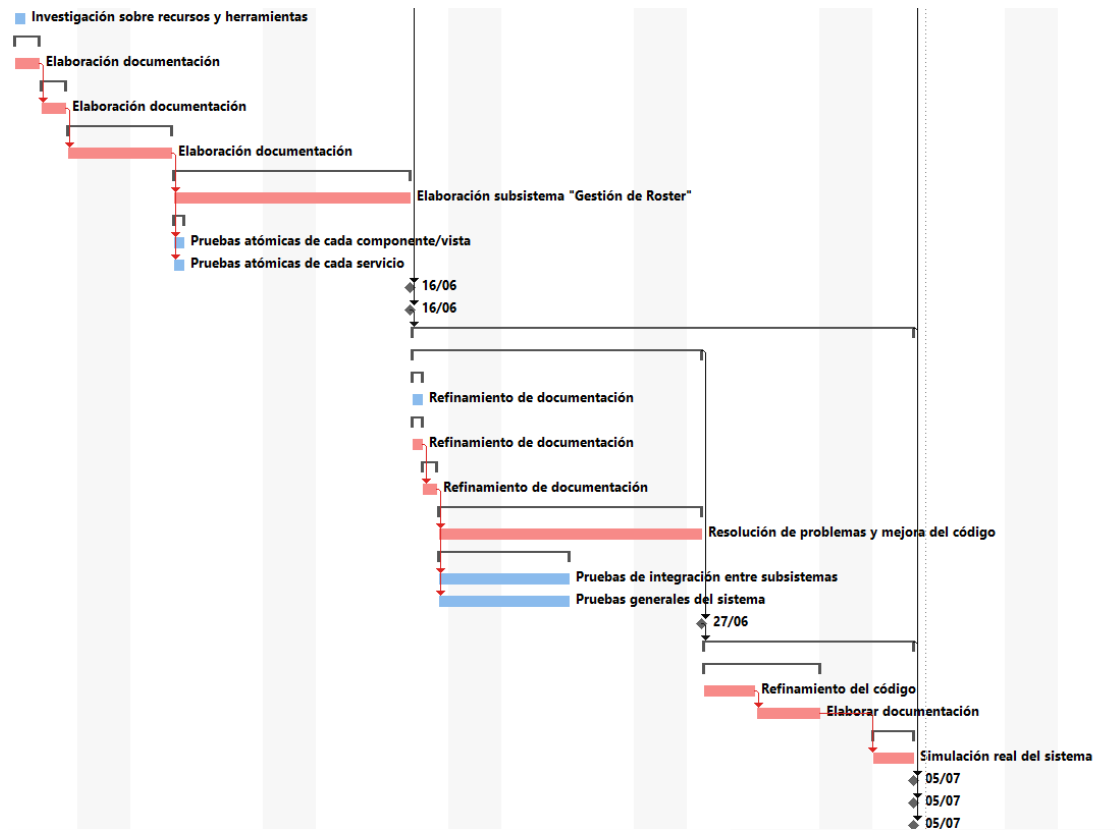 Investigación sobre recursos y herramientas
Elaboración documentación
Elaboración documentación
Elaboración documentación
Elaboración subsistema "Gestión de Roster"
Pruebas atómicas de cada componente/vista
Pruebas atómicas de cada servicio
16/06
16/06
Refinamiento de documentación
Refinamiento de documentación
Refinamiento de documentación
Resolución de problemas y mejora del código
Pruebas de integración entre subsistemas
Pruebas generales del sistema
27/06
Refinamiento del código
Elaborar documentación
Simulación real del sistema
05/07
05/07
05/07